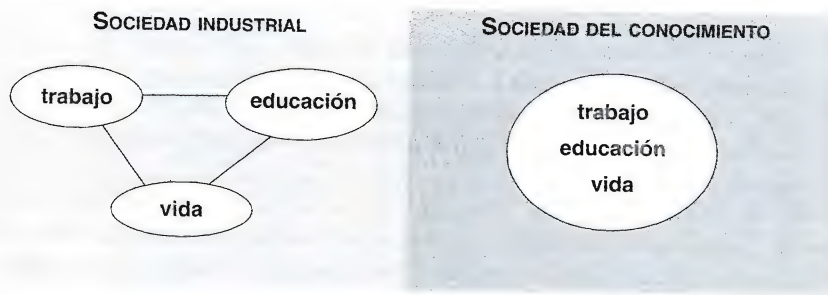 SOCIEDAD INDUSTRIAL
trabajo
educación
vida
SOCIEDAD DEL CONOCIMIENTO
trabajo
educación
vida